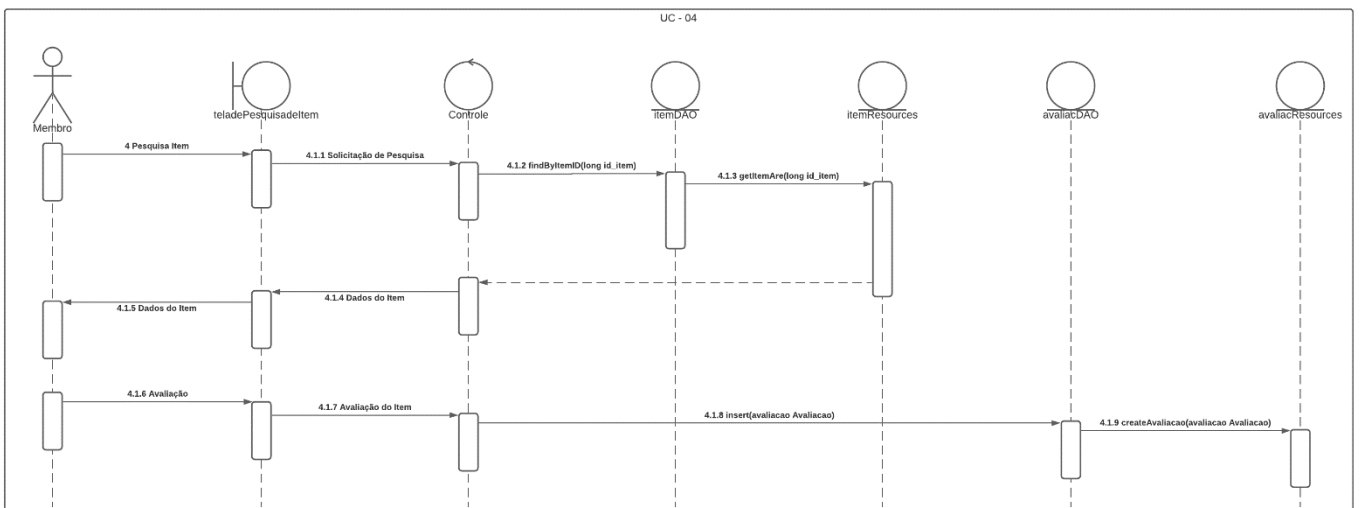 UC - 04
Membro
teladePesquisadeItem
Controle
itemDAO
itemResources
avaliacDAO
avaliacResources
4 Pesquisa Item
4.1.1 Solicitação de Pesquisa
4.1.2 findByItemID(long id_item)
4.1.3 getItemAre(long id_item)
4.1.4 Dados do Item
4.1.5 Dados do Item
4.1.6 Avaliação
4.1.7 Avaliação do Item
4.1.8 insert(avaliacao Avaliacao)
4.1.9 createAvaliacao(avaliacao Avaliacao)